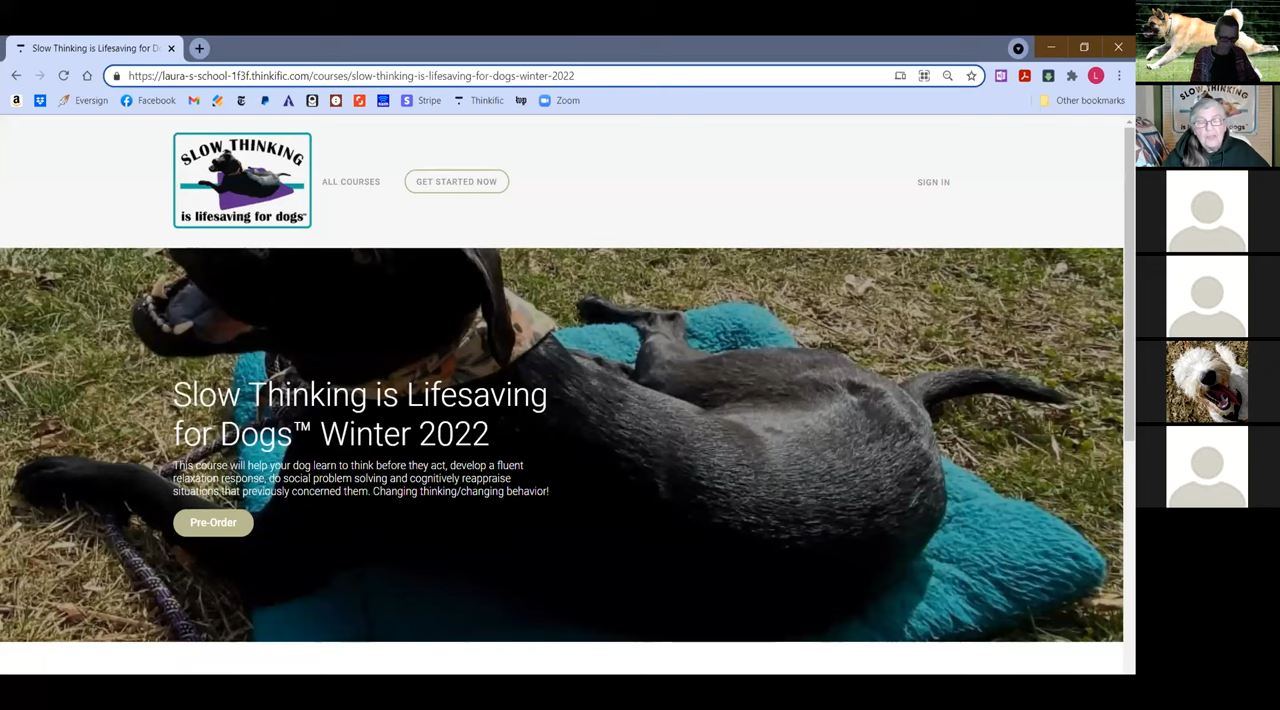 Slow Thinking is Lifesaving for D
https://laura-s-school-1f3f.thinkific.com/courses/slow-thinking-is-lifesaving-for-dogs-winter-2022
L
Eversign
Facebook
Stripe
Thinkific
Zoom
Other bookmarks
SLOW THINKING
is lifesaving for dogs™
ALL COURSES
GET STARTED NOW
SIGN IN
Slow Thinking is Lifesaving
for Dogs™ Winter 2022
This course will help your dog learn to think before they act, develop a fluent
relaxation response, do social problem solving and cognitively reappraise
situations that previously concerned them. Changing thinking/changing behavior!
Pre-Order
SLOW THINKING